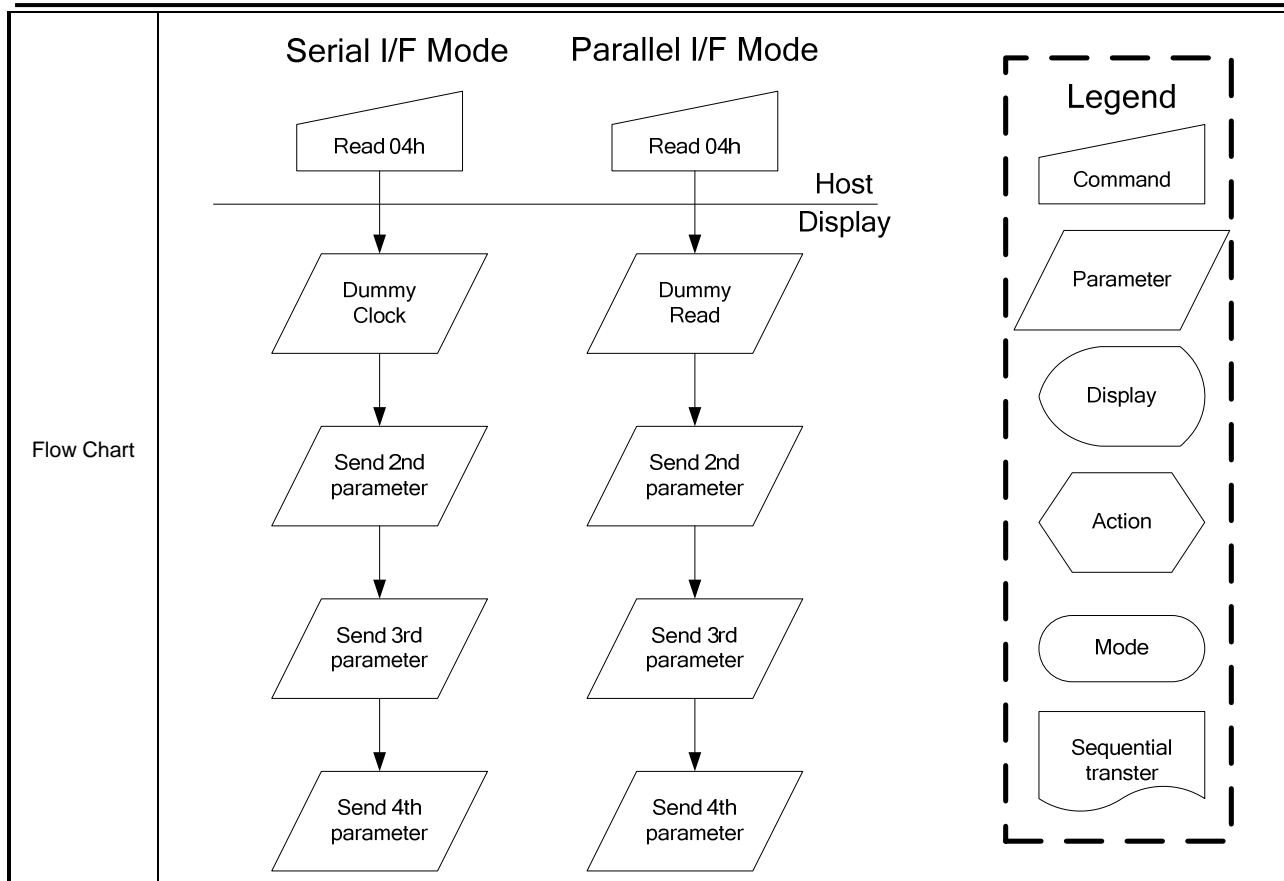 Flow Chart
Serial I/F Mode
Read 04h
Dummy
Clock
Send 2nd
parameter
Send 3rd
parameter
Send 4th
parameter
Parallel I/F Mode
Read 04h
Host
Display
Dummy
Read
Send 2nd
parameter
Send 3rd
parameter
Send 4th
parameter
Legend
Command
Parameter
Display
Action
Mode
Sequential
transter